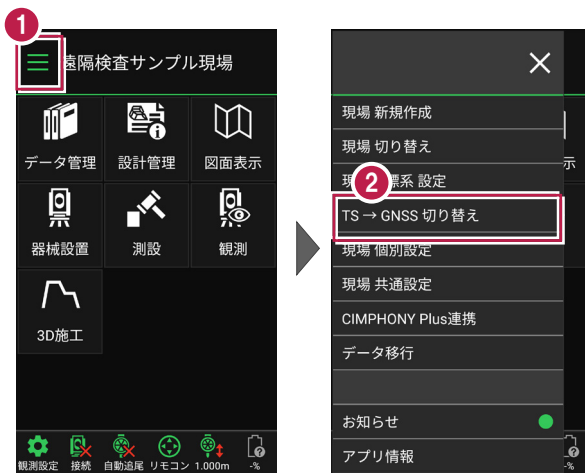 1
遠隔検査サンプル現場
データ管理
設計管理
図面表示
器械設置
測設
観測
3D施工
観測設定
接続
自動追尾
リモコン
1.000m
-%
2
現場 新規作成
現場 切り替え
標系 設定
TS → GNSS 切り替え
現場 個別設定
現場 共通設定
CIMPHONY Plus連携
データ移行
お知らせ
アプリ情報
示
-%